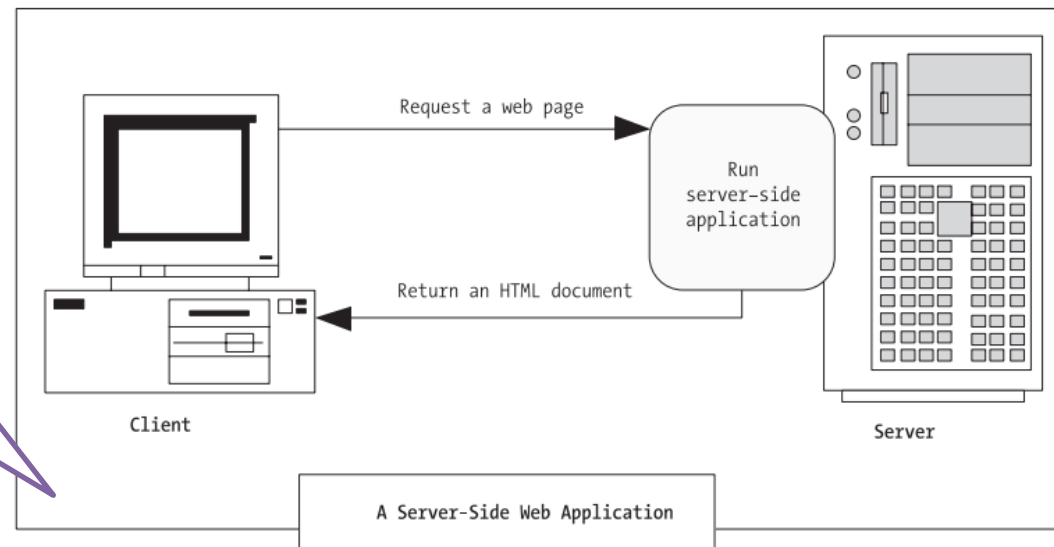 Request a web page
Run
server-side
application
Return an HTML document
Client
Server
A Server-Side Web Application